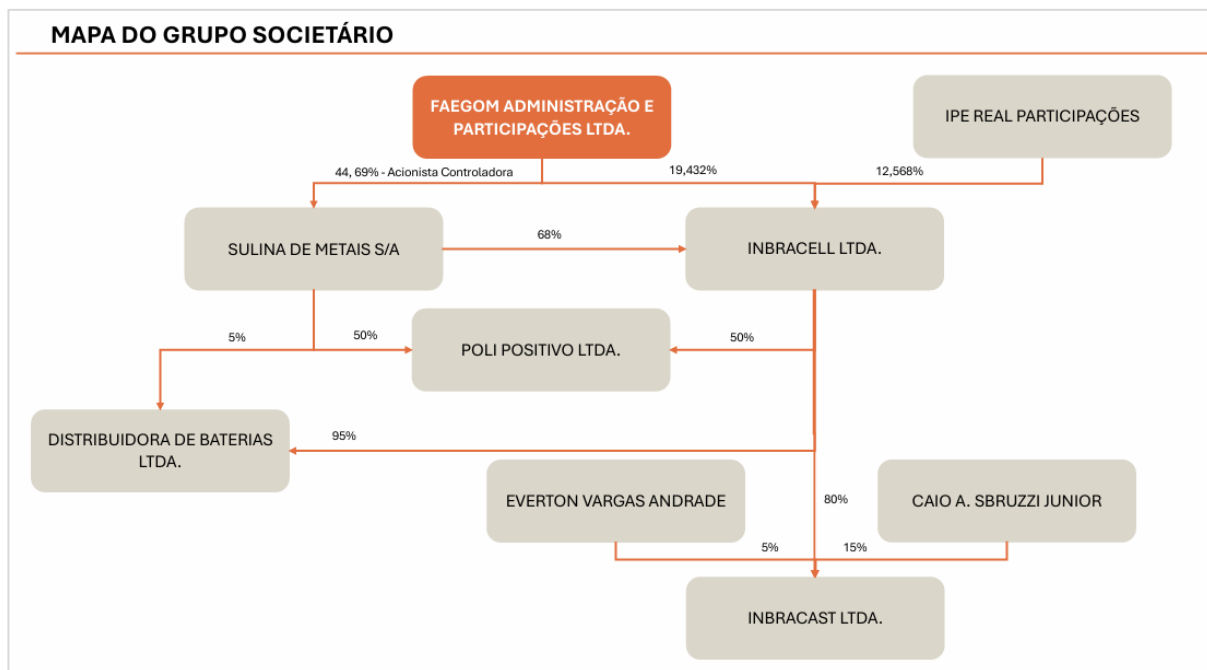 MAPA DO GRUPO SOCIETÁRIO
FAEGOM ADMINISTRAÇÃO E
PARTICIPAÇÕES LTDA.
IPE REAL PARTICIPAÇÕES
44, 69% - Acionista Controladora
19,432%
12,568%
SULINA DE METAIS S/A
68%
INBRACELL LTDA.
5%
50%
POLI POSITIVO LTDA.
50%
DISTRIBUIDORA DE BATERIAS
LTDA.
95%
EVERTON VARGAS ANDRADE
80%
CAIO A. SBRUZZI JUNIOR
5%
15%
INBRACAST LTDA.